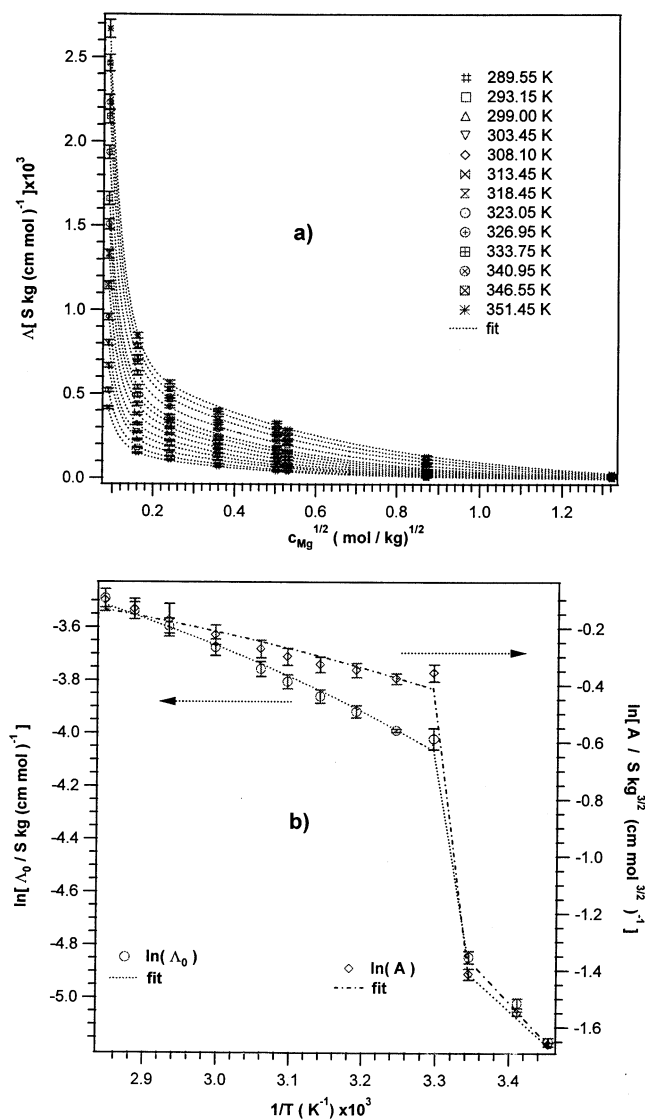 2.5
2.0
1.5
1.0
0.5
0.0
Λ[ S kg (cm mol )⁻¹ ]x10³
289.55 K
293.15 K
299.00 K
303.45 K
308.10 K
313.45 K
318.45 K
323.05 K
326.95 K
333.75 K
340.95 K
346.55 K
351.45 K
fit
a)
0.2 0.4 0.6 0.8 1.0 1.2
c_Mg^1/2 ( mol / kg)^1/2
-3.6
-3.8
-4.0
-4.2
-4.4
-4.6
-4.8
-5.0
ln[ Λ₀ / S kg (cm mol )⁻¹ ]
-0.2
-0.4
-0.6
-0.8
-1.0
-1.2
-1.4
-1.6
ln[ A / S kg^3/2 (cm mol^3/2 )⁻¹ ]
b)
ln( Λ₀ )
fit
ln( A )
fit
2.9 3.0 3.1 3.2 3.3 3.4
1/T ( K⁻¹) x10³